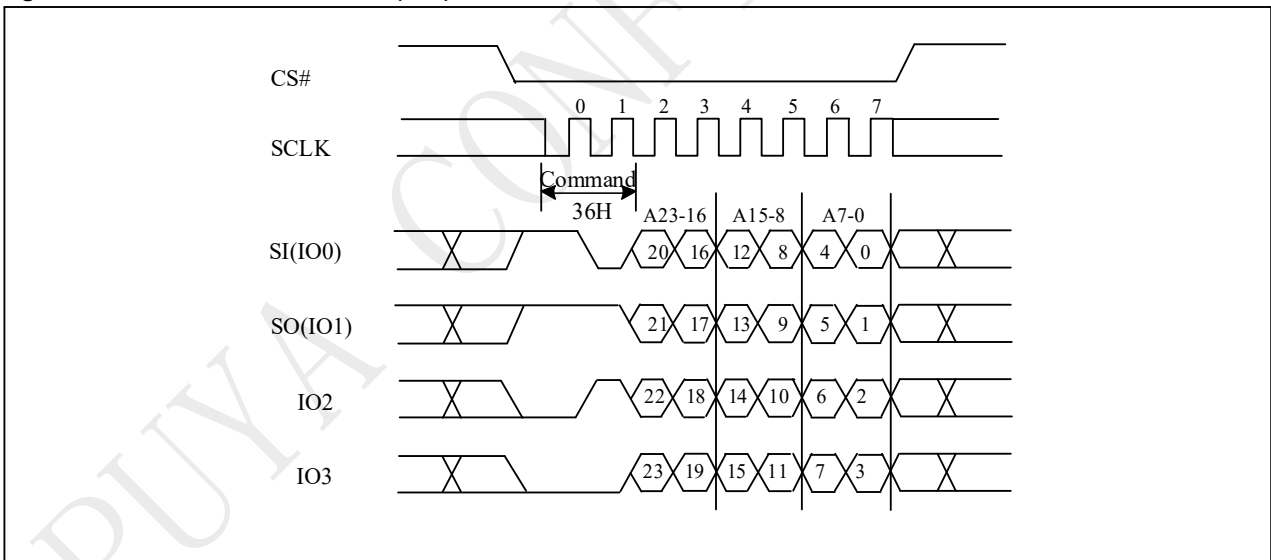 CS#
0 1 2 3 4 5 6 7
SCLK
Command
36H
A23-16 A15-8 A7-0
SI(IO0)
20 16 12 8 4 0
SO(IO1)
21 17 13 9 5 1
IO2
22 18 14 10 6 2
IO3
23 19 15 11 7 3
PUYA